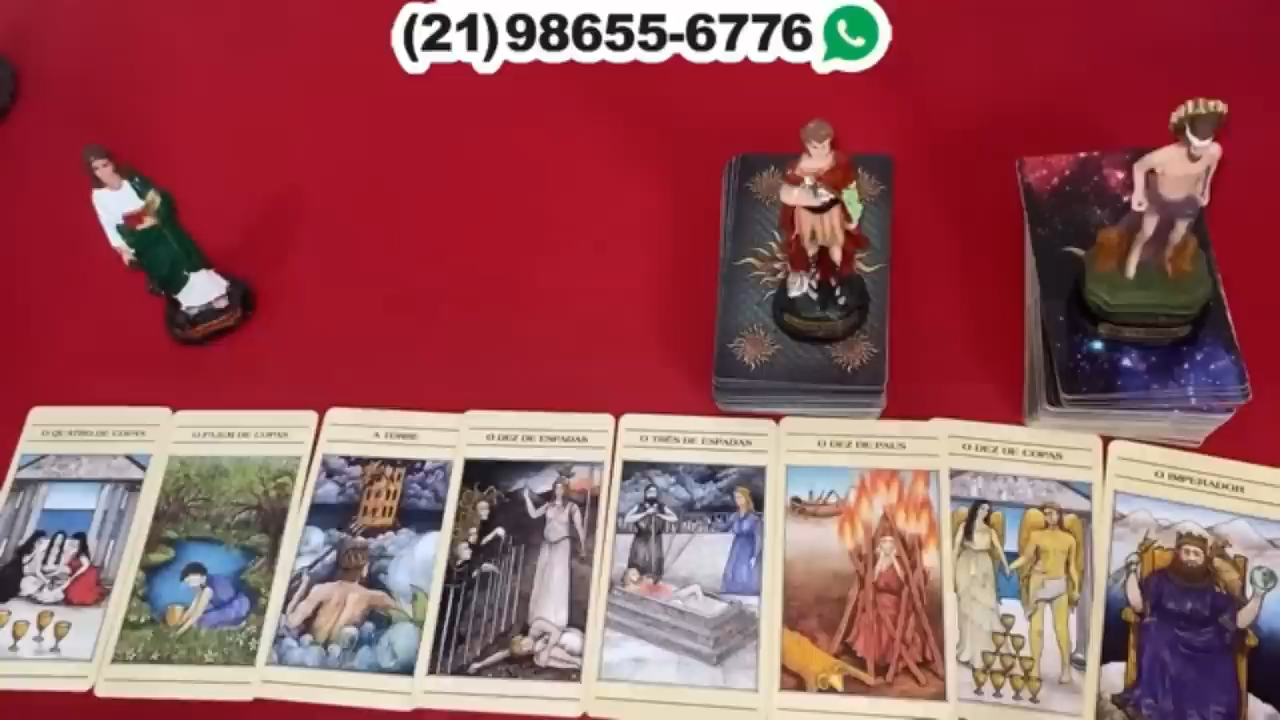 (21)98655-6776
O QUATRO DE COPAS
O PAJEM DE COPAS
A TORRE
O DEZ DE ESPADAS
O TRÊS DE ESPADAS
O DEZ DE PAUS
O DEZ DE COPAS
O IMPERADOR